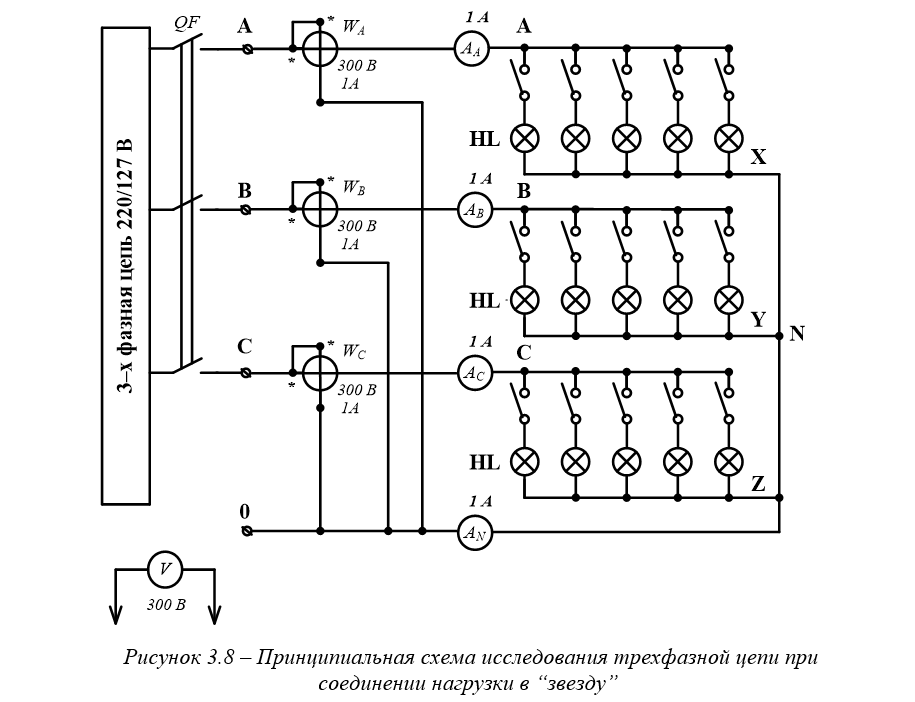 QF
A
*
W_A
*
300 В
1А
1 А
A_A
A
HL
X
3–х фазная цепь 220/127 В
B
*
W_B
*
300 В
1А
1 А
A_B
B
HL
Y
N
C
*
W_C
*
300 В
1А
1 А
A_C
C
HL
Z
0
1 А
A_N
V
300 В
Рисунок 3.8 – Принципиальная схема исследования трехфазной цепи при
соединении нагрузки в “звезду”